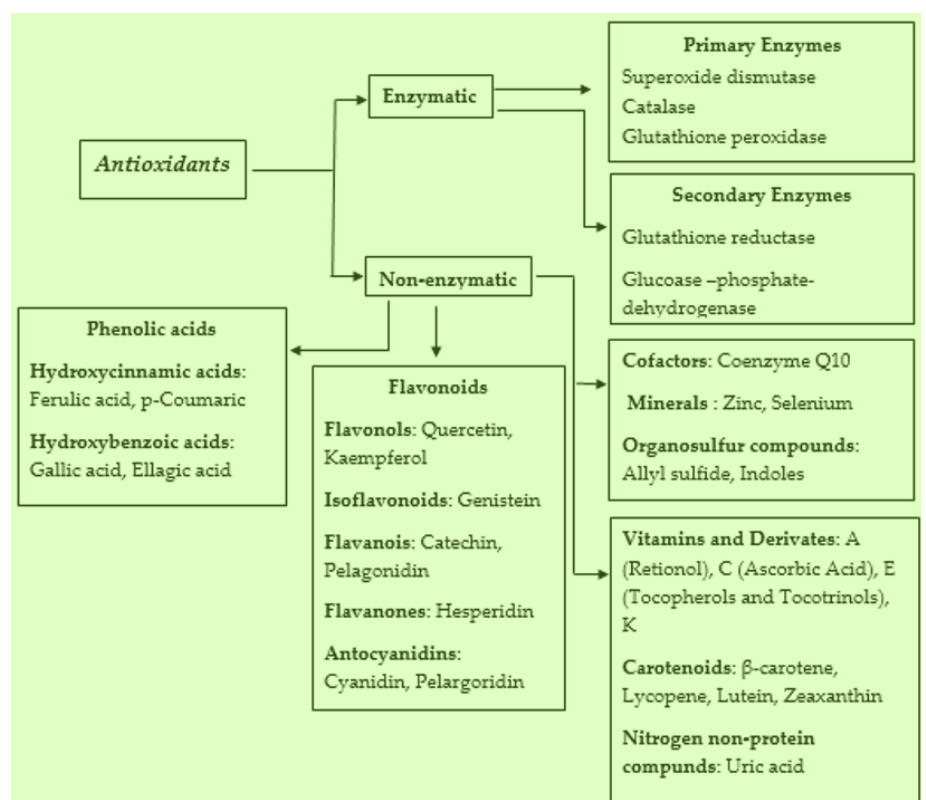 Antioxidants
Enzymatic
Primary Enzymes
Superoxide dismutase
Catalase
Glutathione peroxidase
Secondary Enzymes
Glutathione reductase
Glucoase –phosphate-
dehydrogenase
Non-enzymatic
Phenolic acids
Hydroxycinnamic acids:
Ferulic acid, p-Coumaric
Hydroxybenzoic acids:
Gallic acid, Ellagic acid
Flavonoids
Flavonols: Quercetin,
Kaempferol
Isoflavonoids: Genistein
Flavanois: Catechin,
Pelagonidin
Flavanones: Hesperidin
Antocyanidins:
Cyanidin, Pelargoridin
Cofactors: Coenzyme Q10
Minerals : Zinc, Selenium
Organosulfur compounds:
Allyl sulfide, Indoles
Vitamins and Derivates: A
(Retionol), C (Ascorbic Acid), E
(Tocopherols and Tocotrinols),
K
Carotenoids: β-carotene,
Lycopene, Lutein, Zeaxanthin
Nitrogen non-protein
compunds: Uric acid